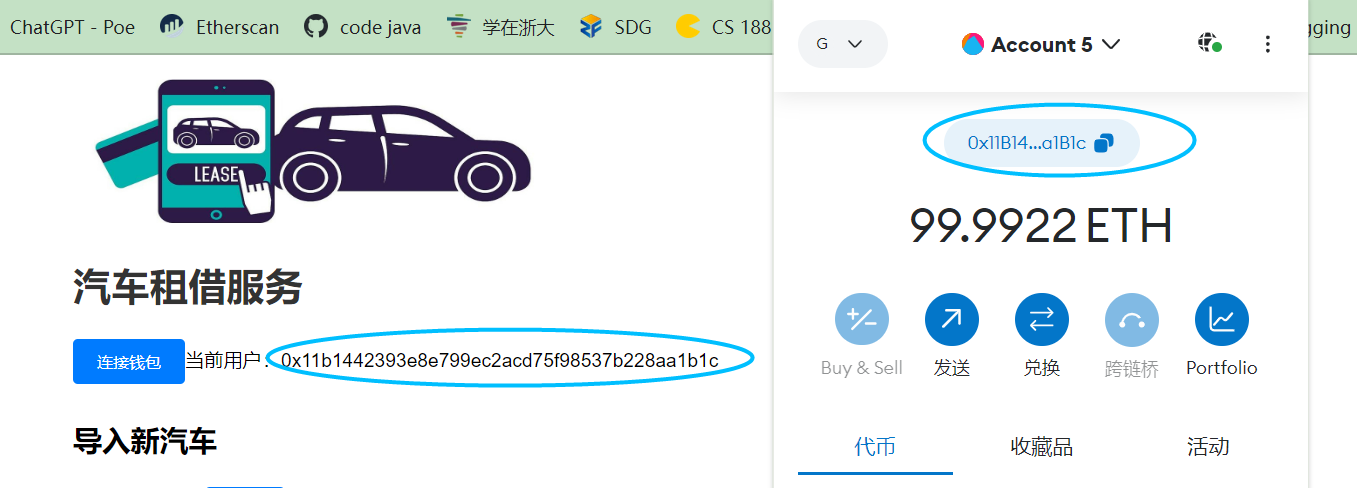 ChatGPT - Poe Etherscan code java 学在浙大 SDG CS 188 gging
LEASE
汽车租借服务
连接钱包 当前用户: 0x11b1442393e8e799ec2acd75f98537b228aa1b1c
导入新汽车
G Account 5
0x11B14...a1B1c
99.9922 ETH
Buy & Sell 发送 兑换 跨链桥 Portfolio
代币 收藏品 活动